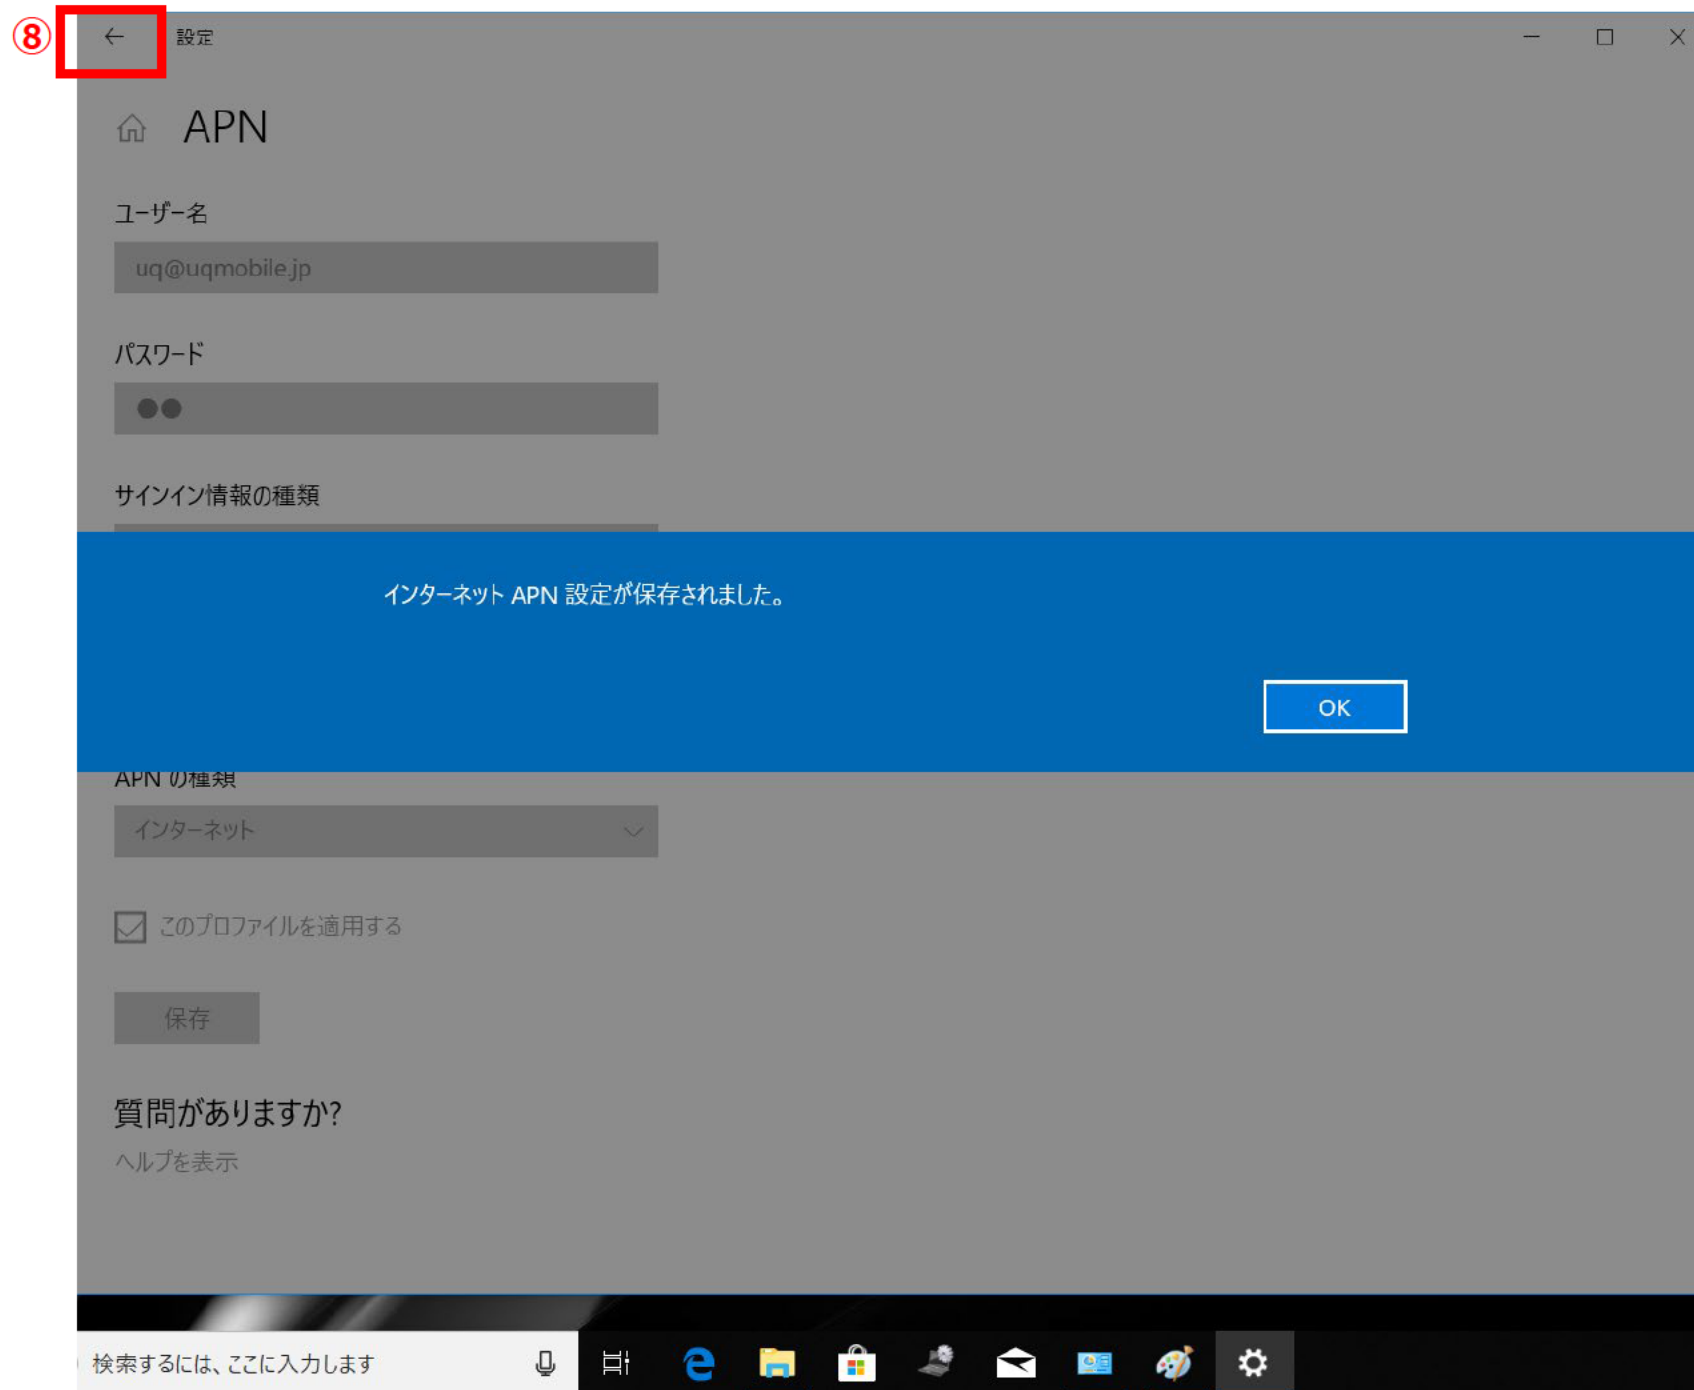 ⑧
設定
APN
ユーザー名
uq@uqmobile.jp
パスワード
サインイン情報の種類
インターネット APN 設定が保存されました。
OK
APN の種類
インターネット
このプロファイルを適用する
保存
質問がありますか?
ヘルプを表示
検索するには、ここに入力します